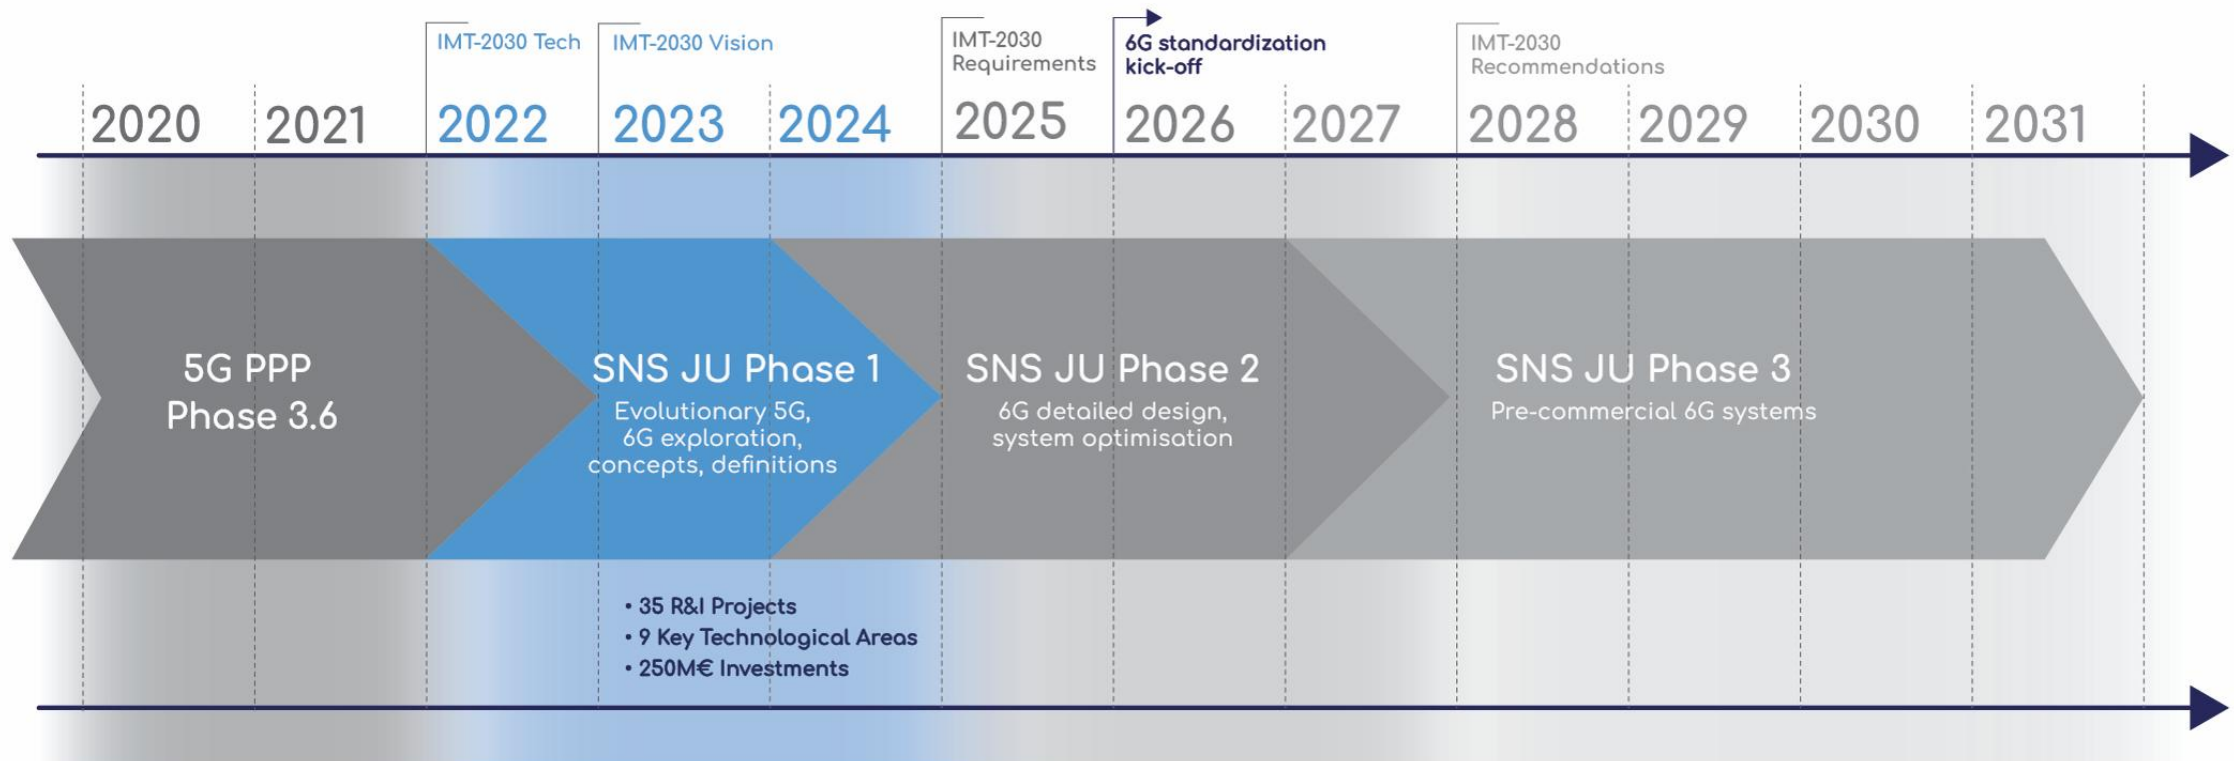 IMT-2030 Tech
IMT-2030 Vision
IMT-2030
Requirements
6G standardization
kick-off
IMT-2030
Recommendations
2020
2021
2022
2023
2024
2025
2026
2027
2028
2029
2030
2031
5G PPP
Phase 3.6
SNS JU Phase 1
Evolutionary 5G,
6G exploration,
concepts, definitions
SNS JU Phase 2
6G detailed design,
system optimisation
SNS JU Phase 3
Pre-commercial 6G systems
• 35 R&I Projects
• 9 Key Technological Areas
• 250M€ Investments